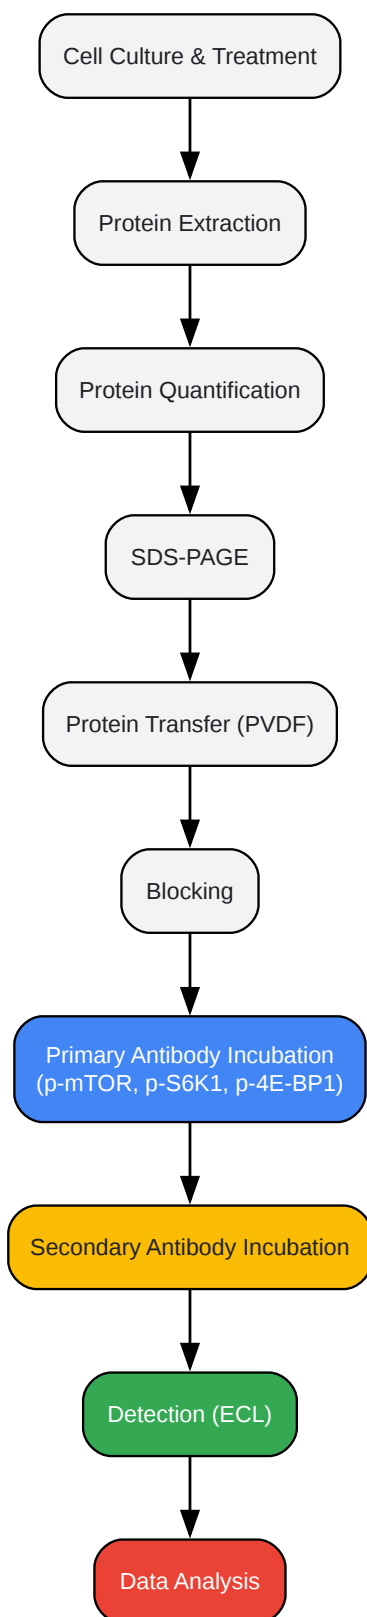 Cell Culture & Treatment
Protein Extraction
Protein Quantification
SDS-PAGE
Protein Transfer (PVDF)
Blocking
Primary Antibody Incubation
(p-mTOR, p-S6K1, p-4E-BP1)
Secondary Antibody Incubation
Detection (ECL)
Data Analysis